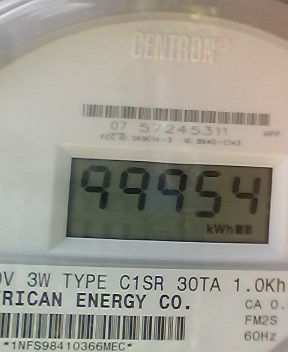 CENTRON®
07 57245311
99954
kWh
0V 3W TYPE C1SR 30TA 1.0Kh
RICAN ENERGY CO.
CA 0.
FM2S
60Hz
*1NFS98410366MEC*